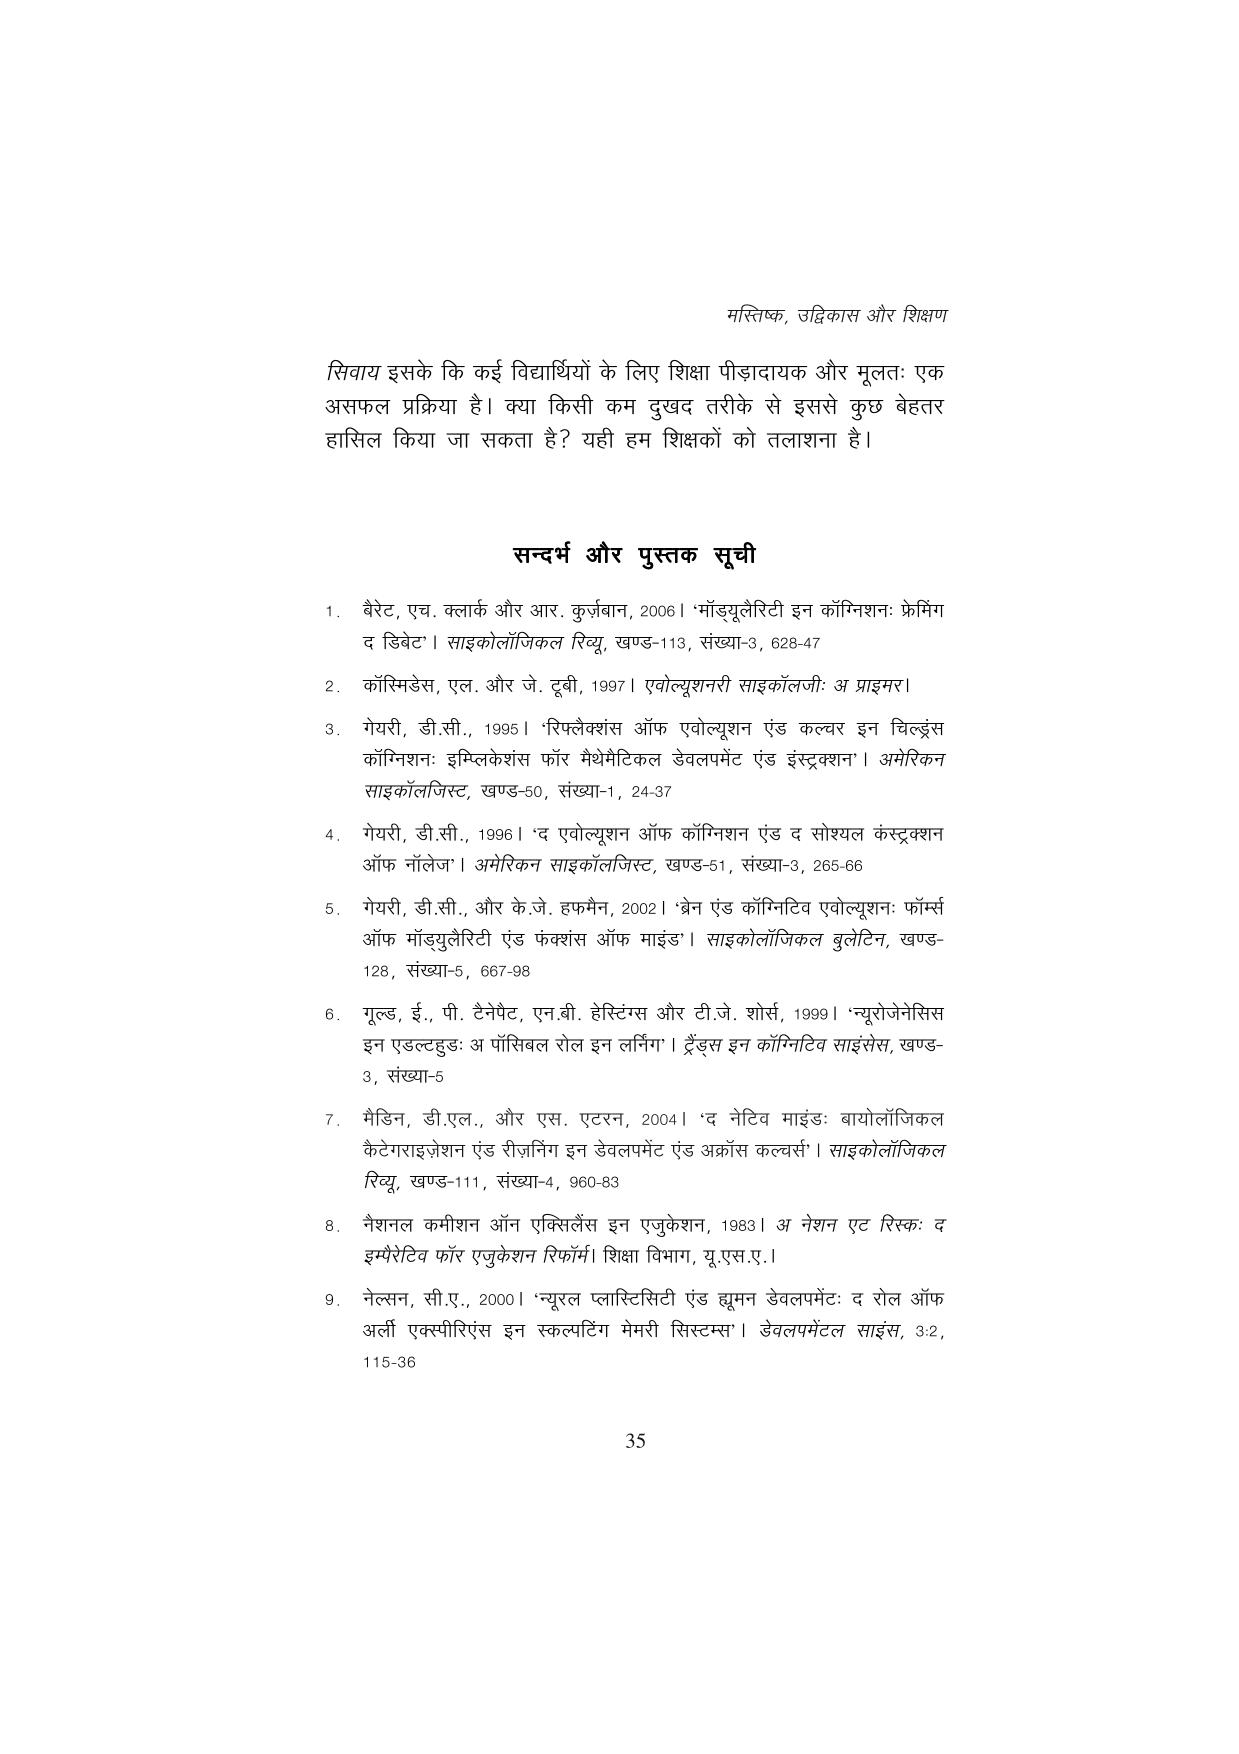 मस्तिष्क, उद्विकास और शिक्षण
सिवाय इसके कि कई विद्यार्थियों के लिए शिक्षा पीड़ादायक और मूलतः एक
असफल प्रक्रिया है। क्या किसी कम दुखद तरीके से इससे कुछ बेहतर
हासिल किया जा सकता है? यही हम शिक्षकों को तलाशना है।
सन्दर्भ और पुस्तक सूची
1. बैरेट, एच. क्लार्क और आर. कुर्ज़बान, 2006। ‘मॉड्यूलैरिटी इन कॉग्निशनः फ्रेमिंग
द डिबेट’। साइकोलॉजिकल रिव्यू, खण्ड-113, संख्या-3, 628-47
2. कॉस्मिडेस, एल. और जे. टूबी, 1997। एवोल्यूशनरी साइकॉलजीः अ प्राइमर।
3. गेयरी, डी.सी., 1995। ‘रिफ्लैक्शंस ऑफ एवोल्यूशन एंड कल्चर इन चिल्ड्रंस
कॉग्निशनः इम्प्लिकेशंस फॉर मैथेमैटिकल डेवलपमेंट एंड इंस्ट्रक्शन’। अमेरिकन
साइकॉलजिस्ट, खण्ड-50, संख्या-1, 24-37
4. गेयरी, डी.सी., 1996। ‘द एवोल्यूशन ऑफ कॉग्निशन एंड द सोश्यल कंस्ट्रक्शन
ऑफ नॉलेज’। अमेरिकन साइकॉलजिस्ट, खण्ड-51, संख्या-3, 265-66
5. गेयरी, डी.सी., और के.जे. हफमैन, 2002। ‘ब्रेन एंड कॉग्निटिव एवोल्यूशनः फॉर्म्स
ऑफ मॉड्युलैरिटी एंड फंक्शंस ऑफ माइंड’। साइकोलॉजिकल बुलेटिन, खण्ड-
128, संख्या-5, 667-98
6. गूल्ड, ई., पी. टैनेपैट, एन.बी. हेस्टिंग्स और टी.जे. शोर्स, 1999। ‘न्यूरोजेनेसिस
इन एडल्टहुडः अ पॉसिबल रोल इन लर्निंग’। ट्रैंड्स इन कॉग्निटिव साइंसेस, खण्ड-
3, संख्या-5
7. मैडिन, डी.एल., और एस. एटरन, 2004। ‘द नेटिव माइंडः बायोलॉजिकल
कैटेगराइज़ेशन एंड रीज़निंग इन डेवलपमेंट एंड अक्रॉस कल्चर्स’। साइकोलॉजिकल
रिव्यू, खण्ड-111, संख्या-4, 960-83
8. नैशनल कमीशन ऑन एक्सिलैंस इन एजुकेशन, 1983। अ नेशन एट रिस्कः द
इम्पैरेटिव फॉर एजुकेशन रिफॉर्म। शिक्षा विभाग, यू.एस.ए.।
9. नेल्सन, सी.ए., 2000। ‘न्यूरल प्लास्टिसिटी एंड ह्यूमन डेवलपमेंटः द रोल ऑफ
अर्ली एक्स्पीरिएंस इन स्कल्पटिंग मेमरी सिस्टम्स’। डेवलपमेंटल साइंस, 3:2,
115-36
35